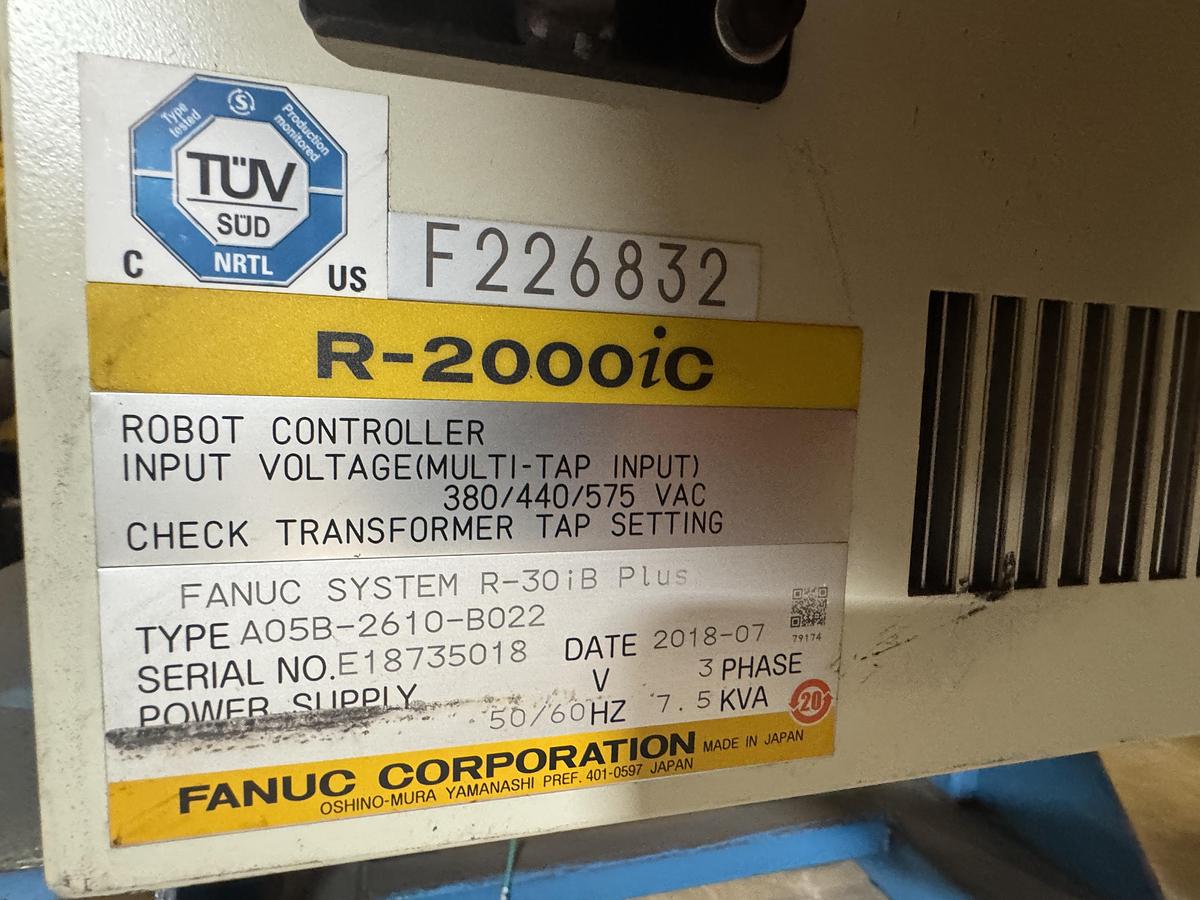 Type tested
Production monitored
TÜV
SÜD
NRTL
C US
F226832
R-2000iC
ROBOT CONTROLLER
INPUT VOLTAGE(MULTI-TAP INPUT)
380/440/575 VAC
CHECK TRANSFORMER TAP SETTING
FANUC SYSTEM R-30iB Plus
TYPE A05B-2610-B022
SERIAL NO. E18735018 DATE 2018-07
79174
POWER SUPPLY V 3 PHASE
50/60 HZ 7.5 KVA
20
FANUC CORPORATION MADE IN JAPAN
OSHINO-MURA YAMANASHI PREF. 401-0597 JAPAN